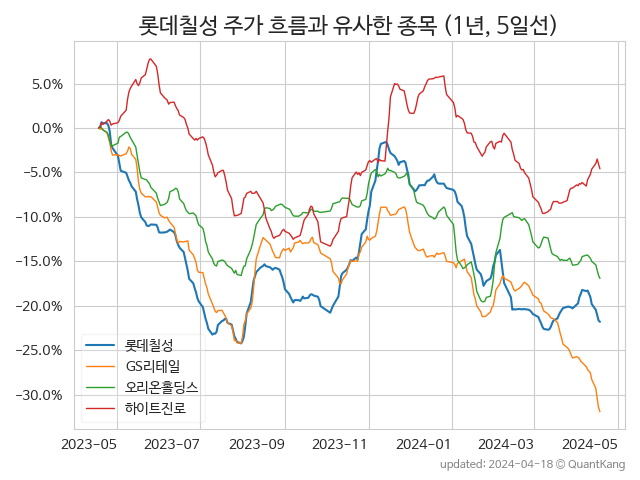 롯데칠성 주가 흐름과 유사한 종목 (1년, 5일선)
5.0%
0.0%
−5.0%
−10.0%
−15.0%
−20.0%
−25.0%
−30.0%
롯데칠성
GS리테일
오리온홀딩스
하이트진로
2023-05 2023-07 2023-09 2023-11 2024-01 2024-03 2024-05
updated: 2024-04-18 © QuantKang